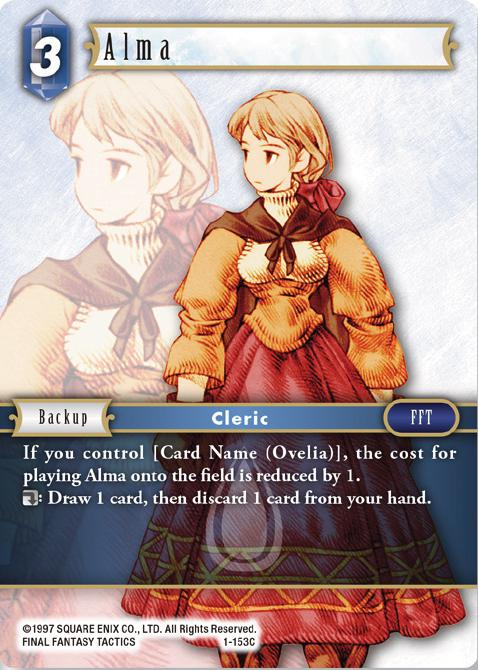 3
Alma
Backup
Cleric
FFT
If you control [Card Name (Ovelia)], the cost for
playing Alma onto the field is reduced by 1.
: Draw 1 card, then discard 1 card from your hand.
©1997 SQUARE ENIX CO., LTD. All Rights Reserved.
FINAL FANTASY TACTICS
1-153C